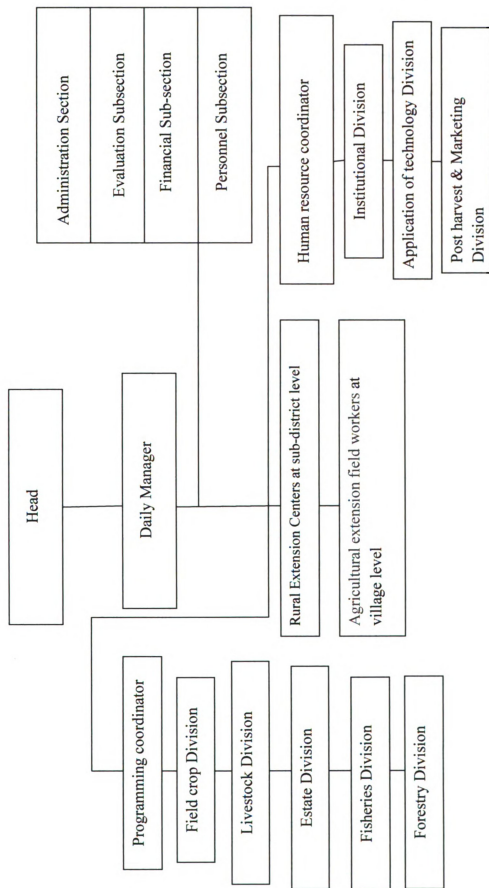 Head
Daily Manager
Administration Section
Evaluation Subsection
Financial Sub-section
Personnel Subsection
Programming coordinator
Field crop Division
Livestock Division
Estate Division
Fisheries Division
Forestry Division
Rural Extension Centers at sub-district level
Agricultural extension field workers at
village level
Human resource coordinator
Institutional Division
Application of technology Division
Post harvest & Marketing
Division